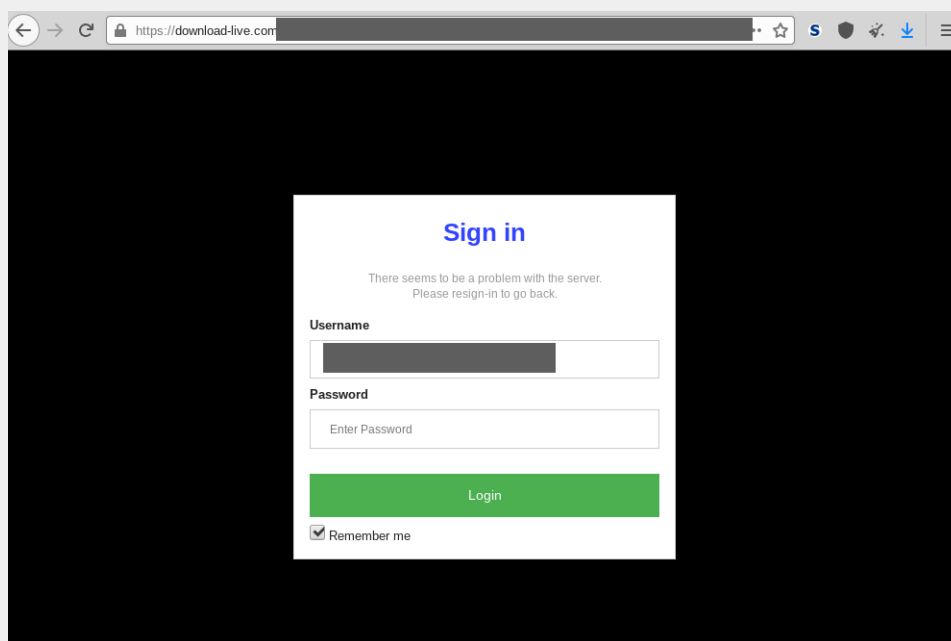 https://download-live.com
S
Sign in
There seems to be a problem with the server.
Please resign-in to go back.
Username
Password
Enter Password
Login
Remember me